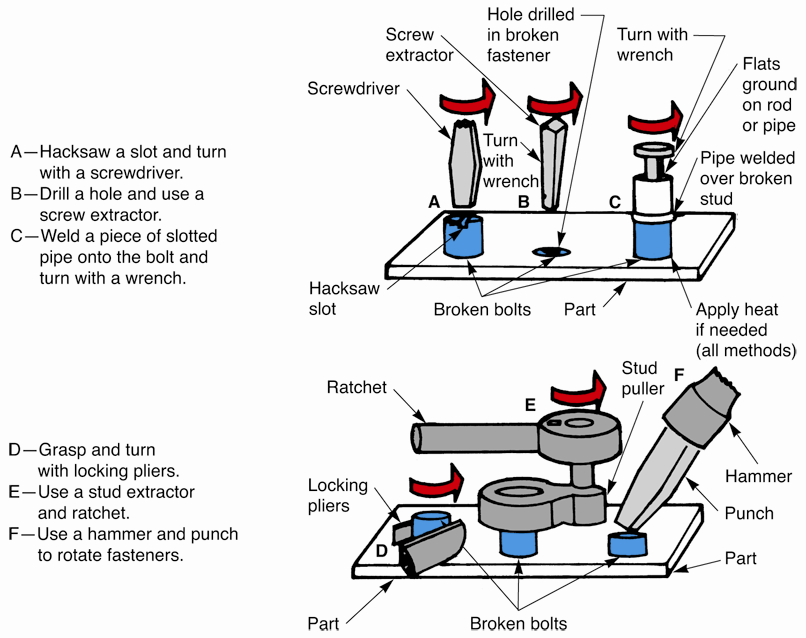 A—Hacksaw a slot and turn
with a screwdriver.
B—Drill a hole and use a
screw extractor.
C—Weld a piece of slotted
pipe onto the bolt and
turn with a wrench.
Screwdriver
Screw
extractor
Hole drilled
in broken
fastener
Turn with
wrench
Flats
ground
on rod
or pipe
Turn
with
wrench
Pipe welded
over broken
stud
A
B
C
Hacksaw
slot
Broken bolts
Part
Apply heat
if needed
(all methods)
D—Grasp and turn
with locking pliers.
E—Use a stud extractor
and ratchet.
F—Use a hammer and punch
to rotate fasteners.
Ratchet
E
Stud
puller
F
Locking
pliers
Hammer
Punch
D
Part
Part
Broken bolts